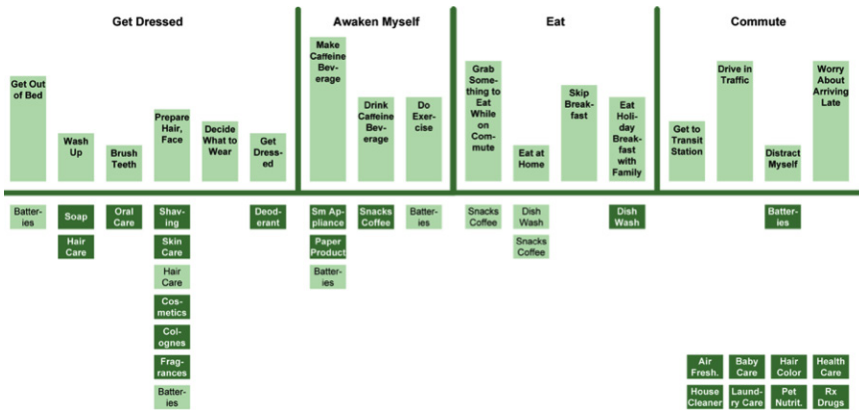 Get Dressed
Awaken Myself
Eat
Commute
Get Out
of Bed
Wash
Up
Brush
Teeth
Prepare
Hair,
Face
Decide
What to
Wear
Get
Dress-
ed
Make
Caffeine
Bev-
erage
Drink
Caffeine
Bev-
erage
Do
Exer-
cise
Grab
Some-
thing to
Eat
While
on
Com-
mute
Eat at
Home
Skip
Break-
fast
Eat
Holi-
day
Break-
fast
with
Family
Get to
Transit
Station
Drive in
Traffic
Distract
Myself
Worry
About
Arriving
Late
Batter-
ies
Soap
Hair
Care
Oral
Care
Shav-
ing
Skin
Care
Hair
Care
Cos-
metics
Col-
ognes
Frag-
rances
Batter-
ies
Deod-
erant
Sm Ap-
pliance
Paper
Product
Batter-
ies
Snacks
Coffee
Batter-
ies
Snacks
Coffee
Dish
Wash
Snacks
Coffee
Dish
Wash
Batter-
ies
Air
Fresh.
Baby
Care
Hair
Color
Health
Care
House
Cleaner
Laund-
ry Care
Pet
Nutrit.
Rx
Drugs